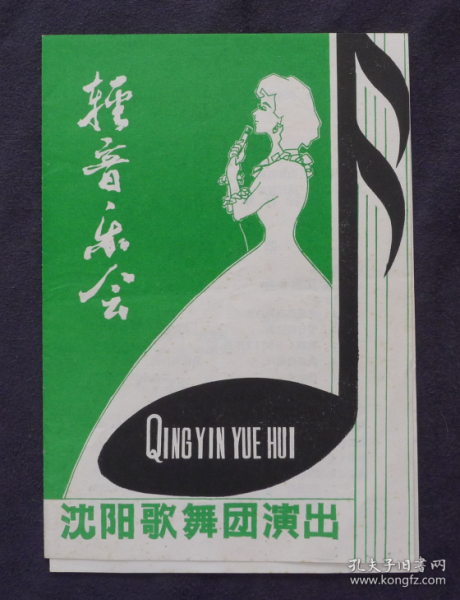 轻音乐会
QINGYIN YUE HUI
沈阳歌舞团演出
孔夫子旧书网
www.kongfz.com